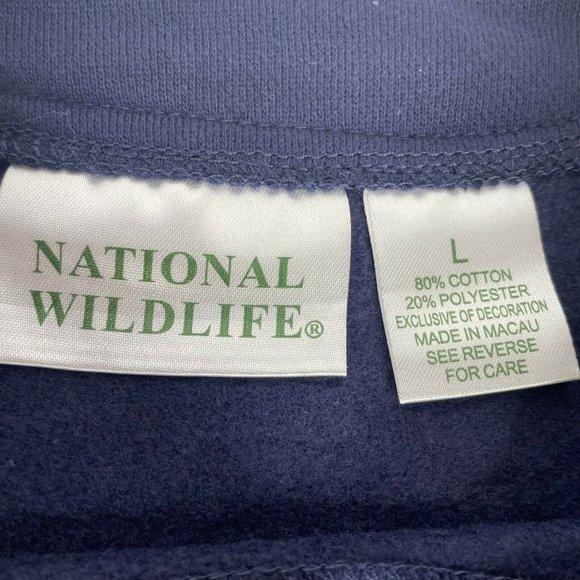 NATIONAL
WILDLIFE®
L
80% COTTON
20% POLYESTER
EXCLUSIVE OF DECORATION
MADE IN MACAU
SEE REVERSE
FOR CARE